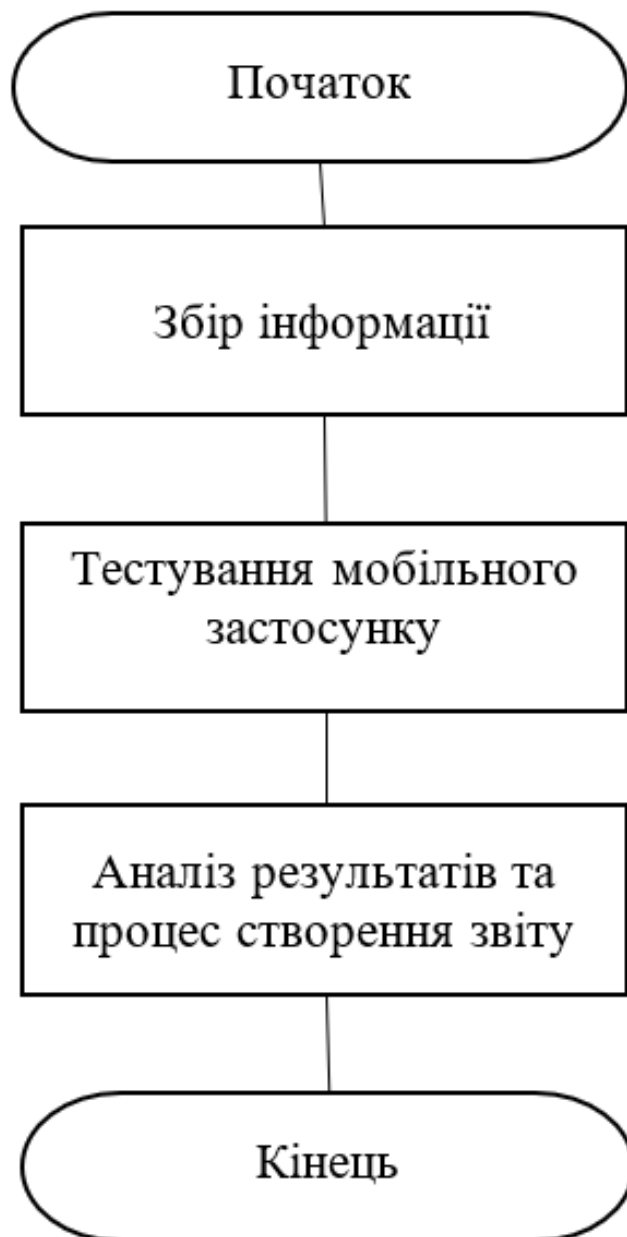 Початок
Збір інформації
Тестування мобільного
застосунку
Аналіз результатів та
процес створення звіту
Кінець